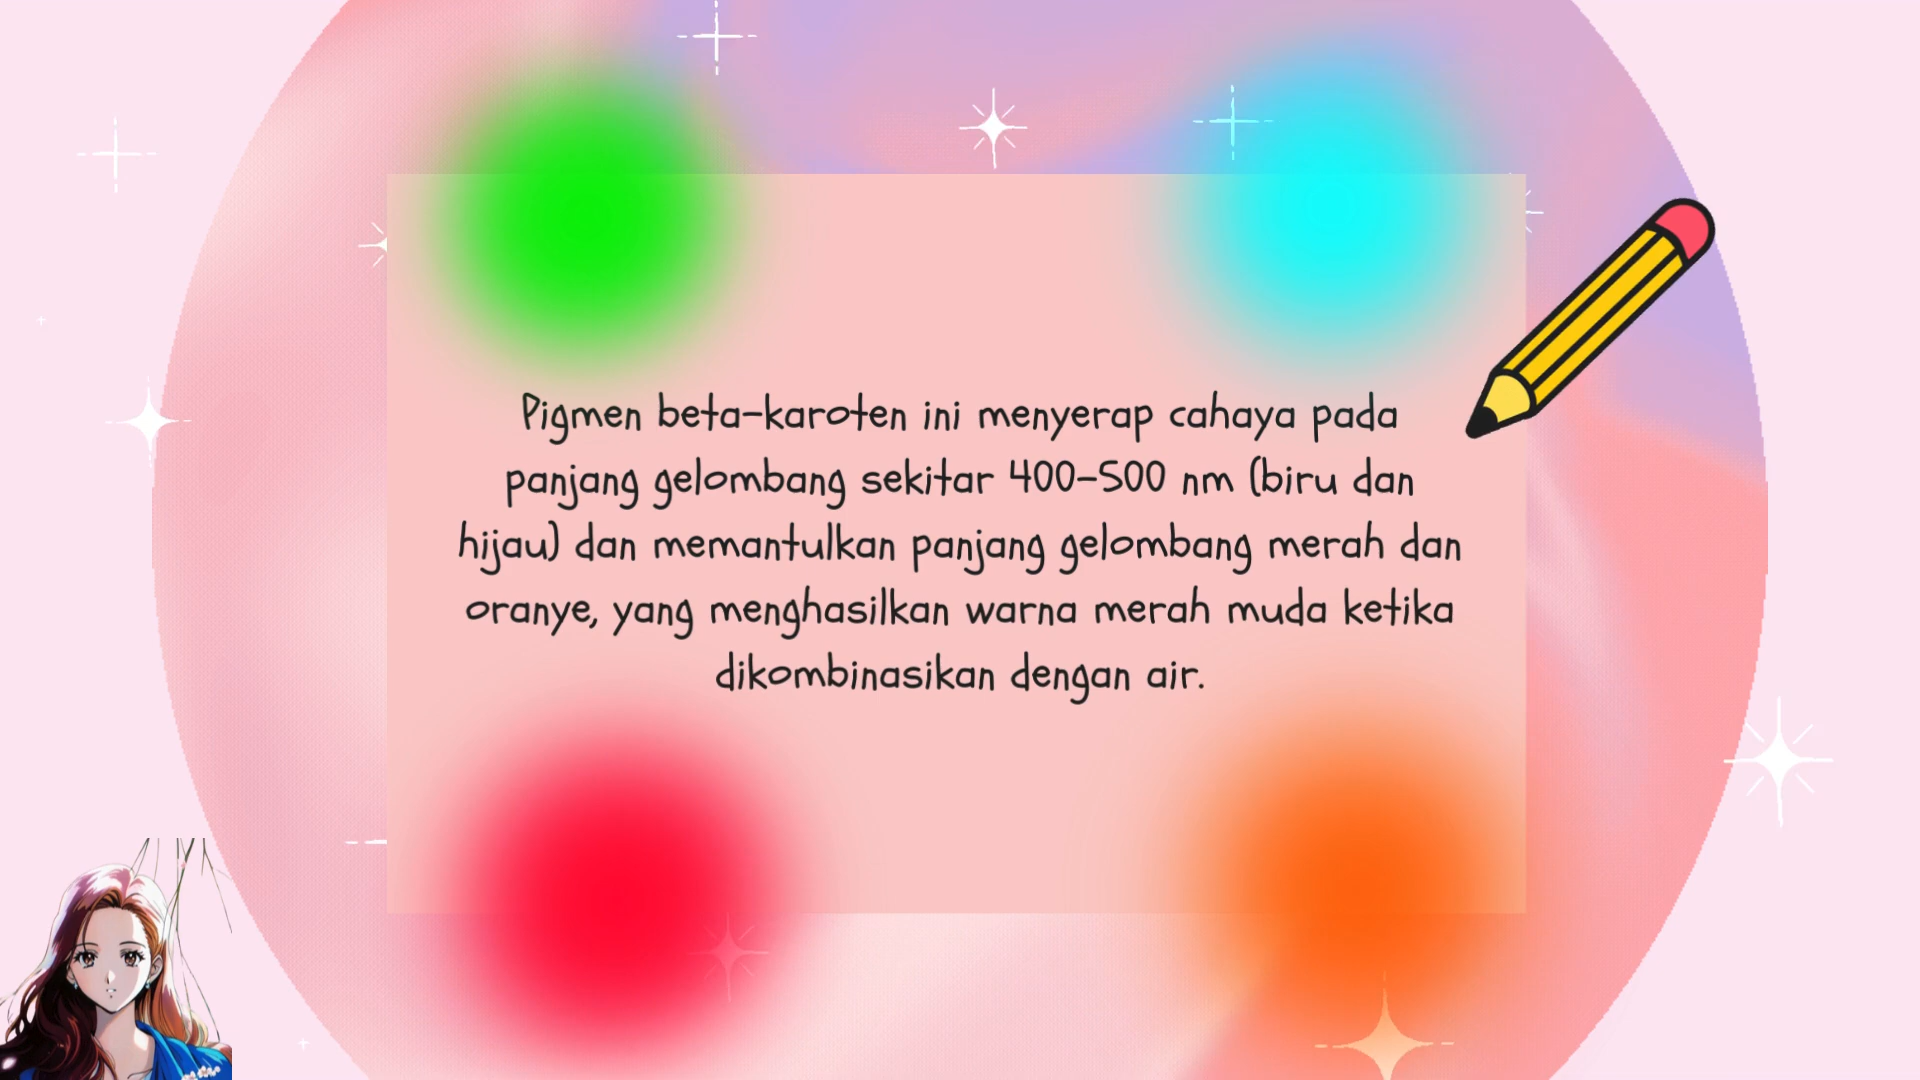 Pigmen beta-karoten ini menyerap cahaya pada
panjang gelombang sekitar 400-500 nm (biru dan
hijau) dan memantulkan panjang gelombang merah dan
oranye, yang menghasilkan warna merah muda ketika
dikombinasikan dengan air.